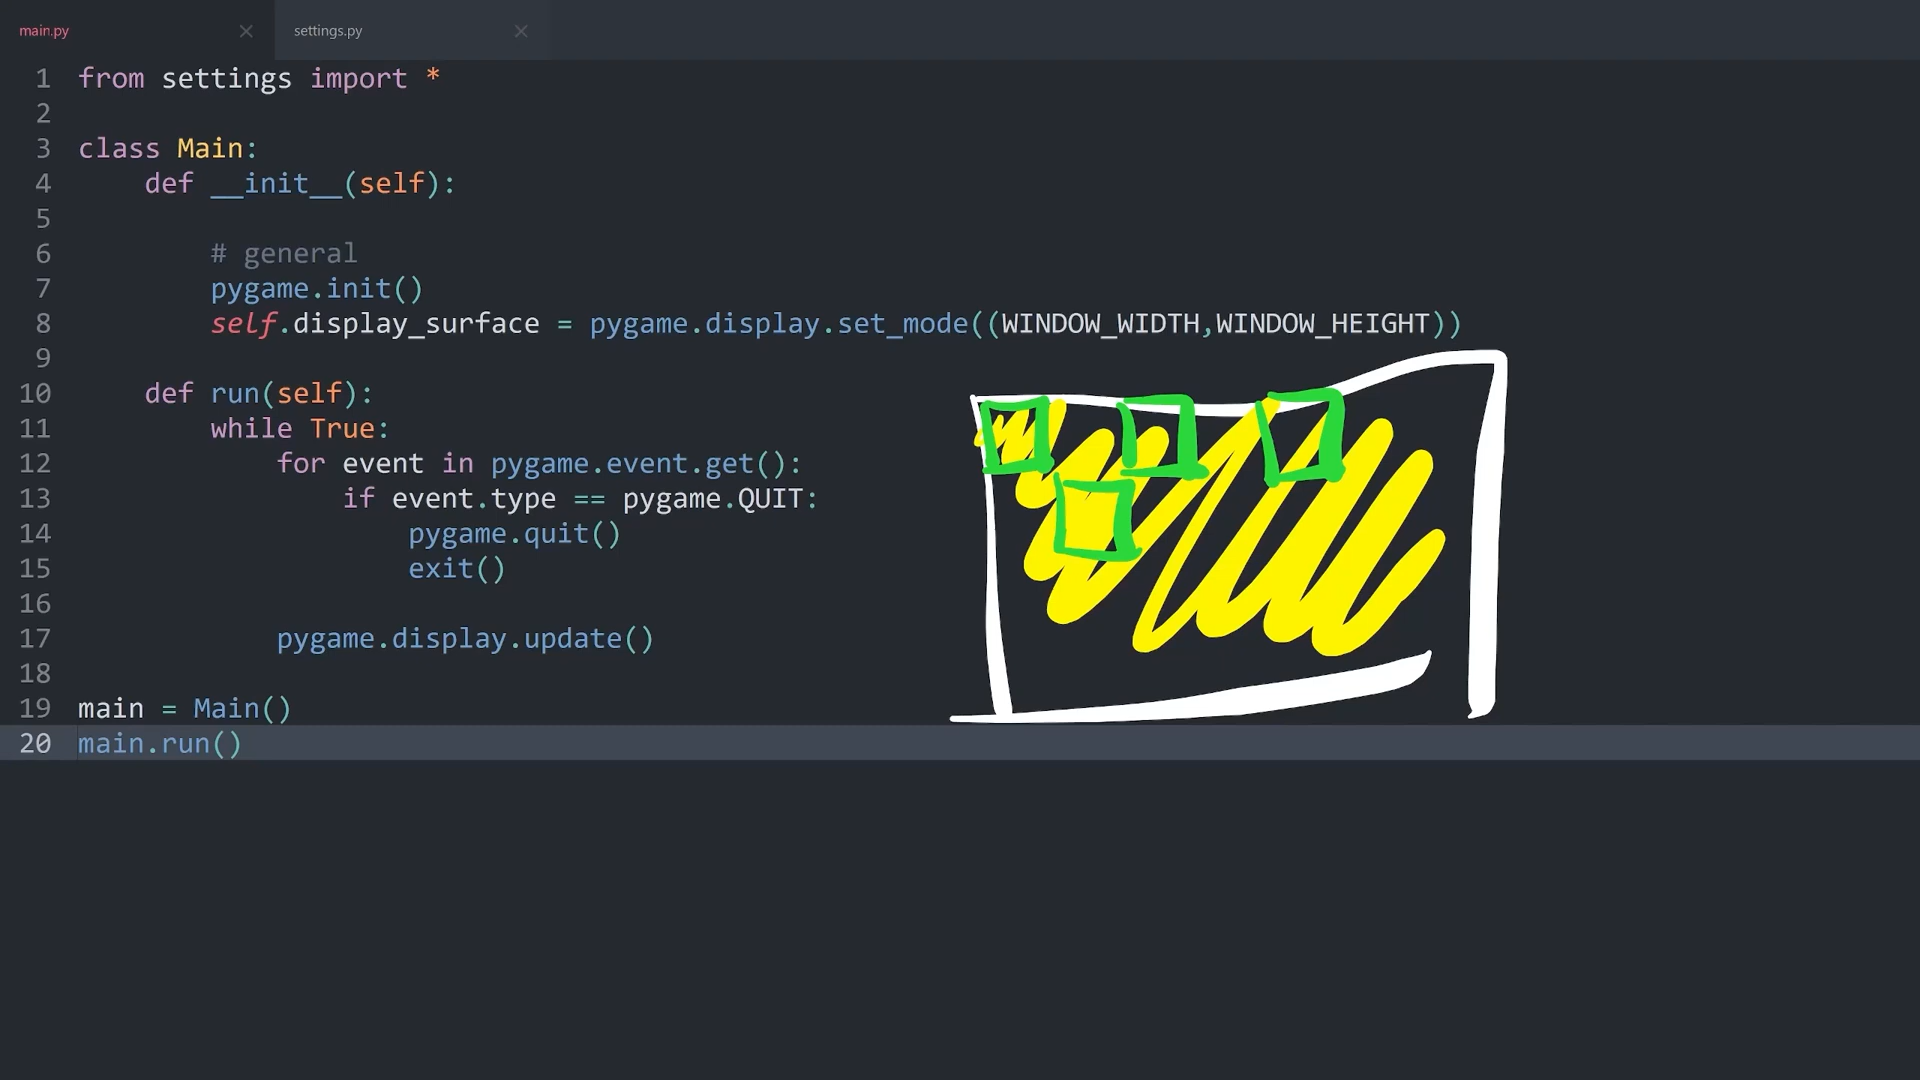 main.py
settings.py
1 from settings import *
2
3 class Main:
4 def __init__(self):
5
6 # general
7 pygame.init()
8 self.display_surface = pygame.display.set_mode((WINDOW_WIDTH,WINDOW_HEIGHT))
9
10 def run(self):
11 while True:
12 for event in pygame.event.get():
13 if event.type == pygame.QUIT:
14 pygame.quit()
15 exit()
16
17 pygame.display.update()
18
19 main = Main()
20 main.run()